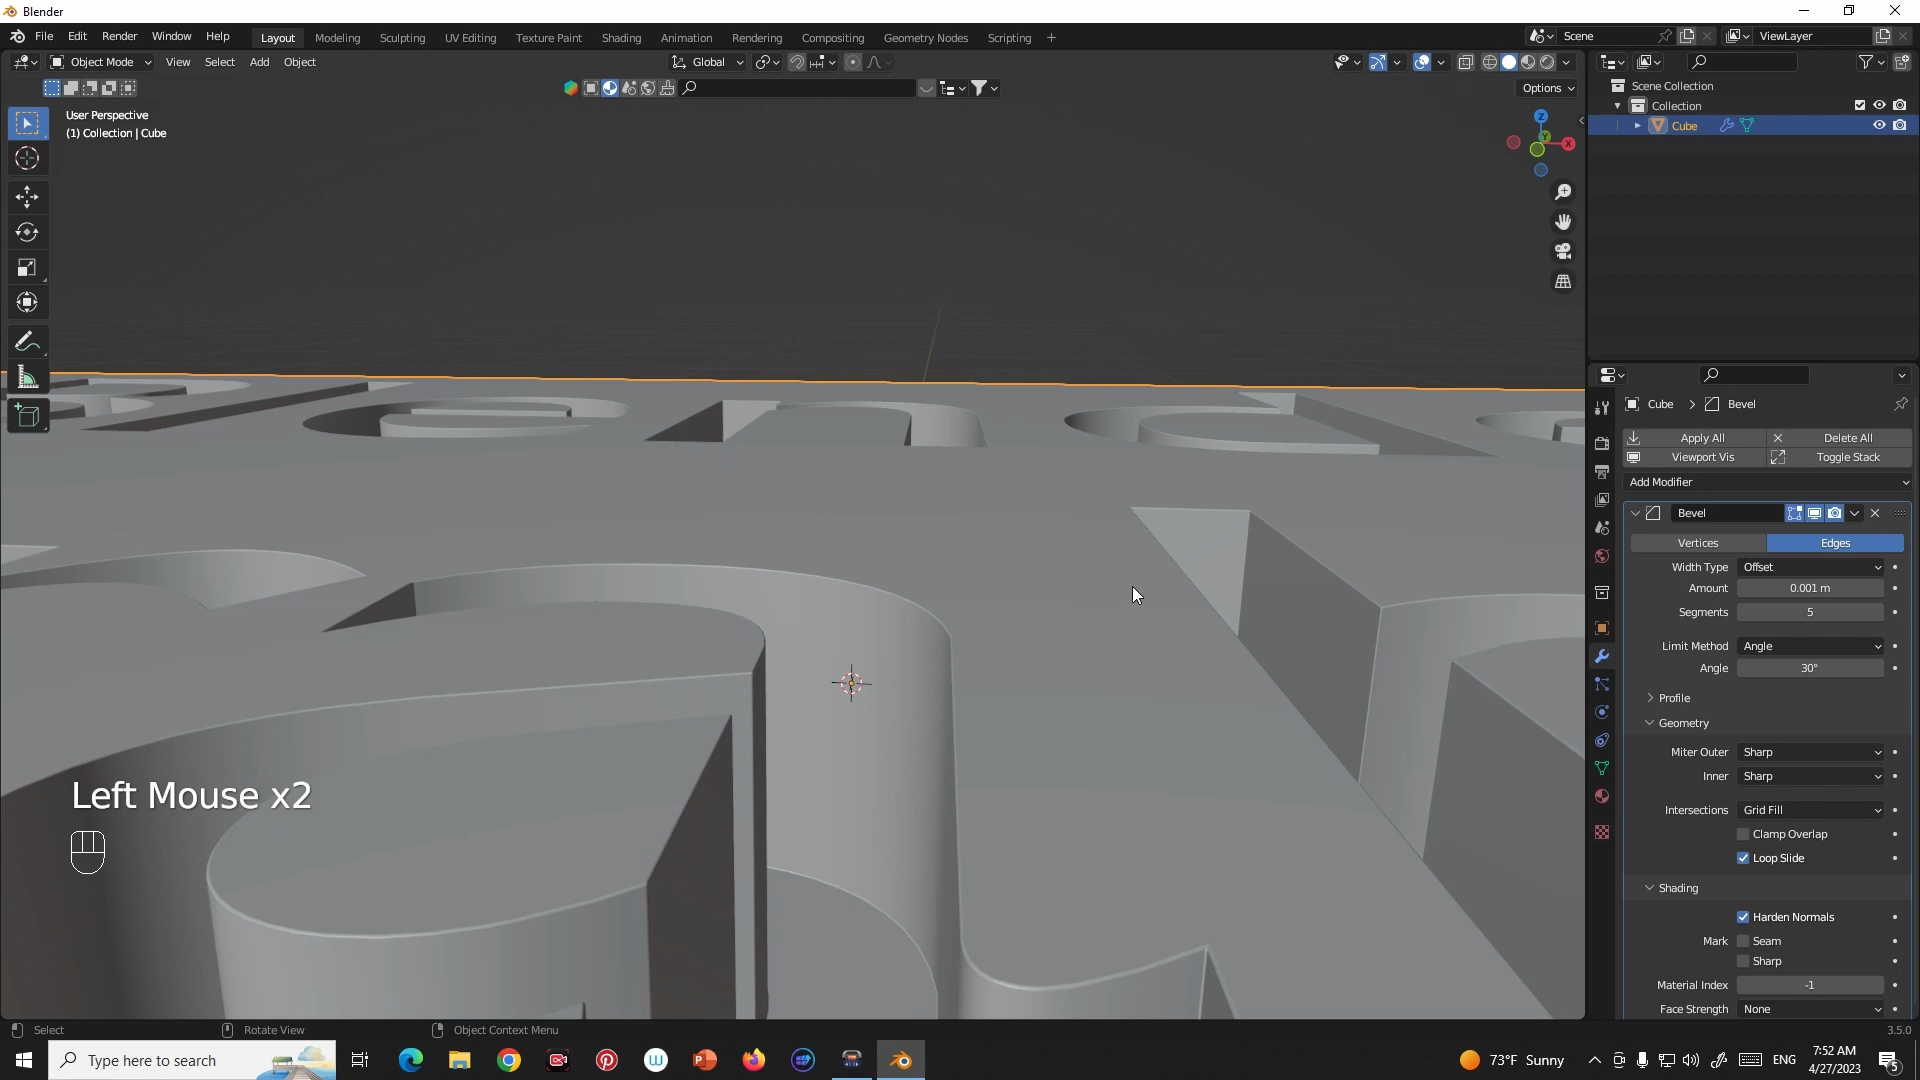 Blender
File Edit Render Window Help
Layout Modeling Sculpting UV Editing Texture Paint Shading Animation Rendering Compositing Geometry Nodes Scripting +
Scene
ViewLayer
Object Mode View Select Add Object
Global
Options
User Perspective
(1) Collection | Cube
Z
Y
X
Scene Collection
Collection
Cube
Cube > Bevel
Apply All
Delete All
Viewport Vis
Toggle Stack
Add Modifier
Bevel
Vertices
Edges
Width Type Offset
Amount 0.001 m
Segments 5
Limit Method Angle
Angle 30°
Profile
Geometry
Miter Outer Sharp
Inner Sharp
Intersections Grid Fill
Clamp Overlap
Loop Slide
Shading
Harden Normals
Mark Seam
Sharp
Material Index -1
Face Strength None
Left Mouse x2
Select
Rotate View
Object Context Menu
3.5.0
Type here to search
73°F Sunny
ENG
7:52 AM
4/27/2023
5